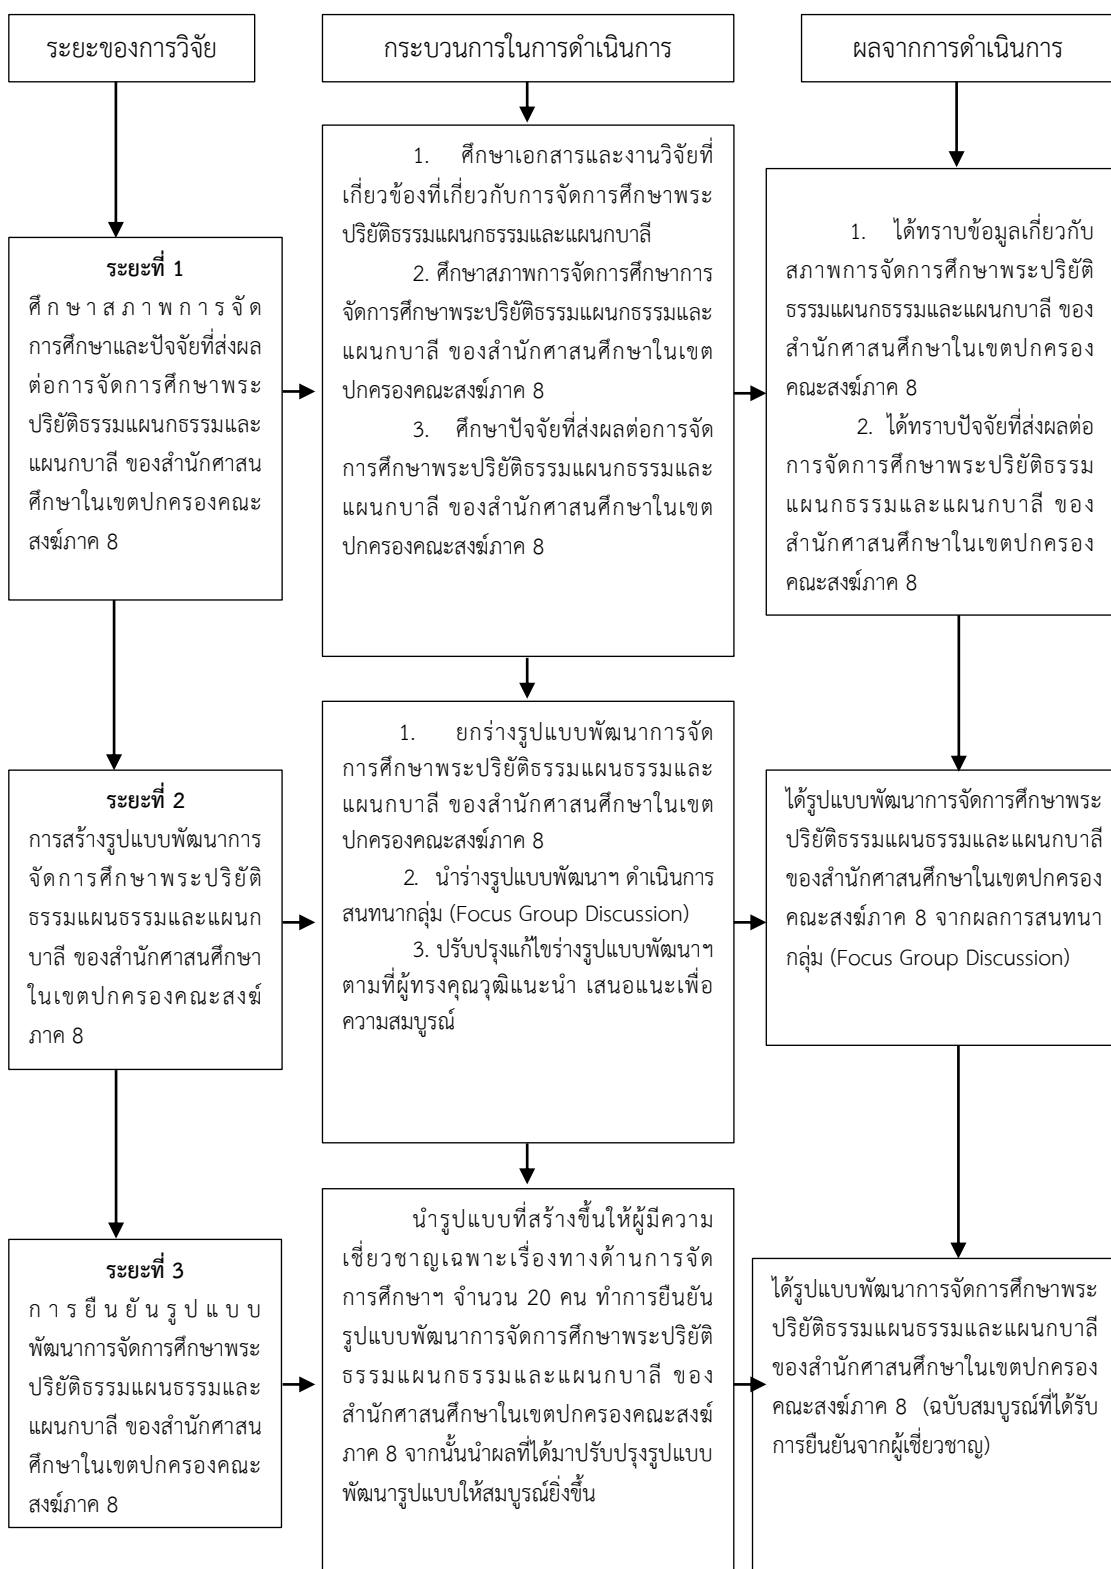 ระยะของการวิจัย
กระบวนการในการดำเนินการ
ผลจากการดำเนินการ
ระยะที่ 1
ศึกษาสภาพการจัด
การศึกษาและปัจจัยที่ส่งผล
ต่อการจัดการศึกษาพระ
ปริยัติธรรมแผนกธรรมและ
แผนกบาลี ของสำนักศาสน
ศึกษาในเขตปกครองคณะ
สงฆ์ภาค 8
1. ศึกษาเอกสารและงานวิจัยที่
เกี่ยวข้องที่เกี่ยวกับการจัดการศึกษาพระ
ปริยัติธรรมแผนกธรรมและแผนกบาลี
2. ศึกษาสภาพการจัดการศึกษาการ
จัดการศึกษาพระปริยัติธรรมแผนกธรรมและ
แผนกบาลี ของสำนักศาสนศึกษาในเขต
ปกครองคณะสงฆ์ภาค 8
3. ศึกษาปัจจัยที่ส่งผลต่อการจัด
การศึกษาพระปริยัติธรรมแผนกธรรมและ
แผนกบาลี ของสำนักศาสนศึกษาในเขต
ปกครองคณะสงฆ์ภาค 8
1. ได้ทราบข้อมูลเกี่ยวกับ
สภาพการจัดการศึกษาพระปริยัติ
ธรรมแผนกธรรมและแผนกบาลี ของ
สำนักศาสนศึกษาในเขตปกครอง
คณะสงฆ์ภาค 8
2. ได้ทราบปัจจัยที่ส่งผลต่อ
การจัดการศึกษาพระปริยัติธรรม
แผนกธรรมและแผนกบาลี ของ
สำนักศาสนศึกษาในเขตปกครอง
คณะสงฆ์ภาค 8
ระยะที่ 2
การสร้างรูปแบบพัฒนาการ
จัดการศึกษาพระปริยัติ
ธรรมแผนธรรมและแผนก
บาลี ของสำนักศาสนศึกษา
ในเขตปกครองคณะสงฆ์
ภาค 8
1. ยกร่างรูปแบบพัฒนาการจัด
การศึกษาพระปริยัติธรรมแผนธรรมและ
แผนกบาลี ของสำนักศาสนศึกษาในเขต
ปกครองคณะสงฆ์ภาค 8
2. นำร่างรูปแบบพัฒนาฯ ดำเนินการ
สนทนากลุ่ม (Focus Group Discussion)
3. ปรับปรุงแก้ไขร่างรูปแบบพัฒนาฯ
ตามที่ผู้ทรงคุณวุฒิแนะนำ เสนอแนะเพื่อ
ความสมบูรณ์
ได้รูปแบบพัฒนาการจัดการศึกษาพระ
ปริยัติธรรมแผนธรรมและแผนกบาลี
ของสำนักศาสนศึกษาในเขตปกครอง
คณะสงฆ์ภาค 8 จากผลการสนทนา
กลุ่ม (Focus Group Discussion)
ระยะที่ 3
การยืนยันรูปแบบ
พัฒนาการจัดการศึกษาพระ
ปริยัติธรรมแผนธรรมและ
แผนกบาลี ของสำนักศาสน
ศึกษาในเขตปกครองคณะ
สงฆ์ภาค 8
นำรูปแบบที่สร้างขึ้นให้ผู้มีความ
เชี่ยวชาญเฉพาะเรื่องทางด้านการจัด
การศึกษาฯ จำนวน 20 คน ทำการยืนยัน
รูปแบบพัฒนาการจัดการศึกษาพระปริยัติ
ธรรมแผนกธรรมและแผนกบาลี ของ
สำนักศาสนศึกษาในเขตปกครองคณะสงฆ์
ภาค 8 จากนั้นนำผลที่ได้มาปรับปรุงรูปแบบ
พัฒนารูปแบบให้สมบูรณ์ยิ่งขึ้น
ได้รูปแบบพัฒนาการจัดการศึกษาพระ
ปริยัติธรรมแผนธรรมและแผนกบาลี
ของสำนักศาสนศึกษาในเขตปกครอง
คณะสงฆ์ภาค 8 (ฉบับสมบูรณ์ที่ได้รับ
การยืนยันจากผู้เชี่ยวชาญ)